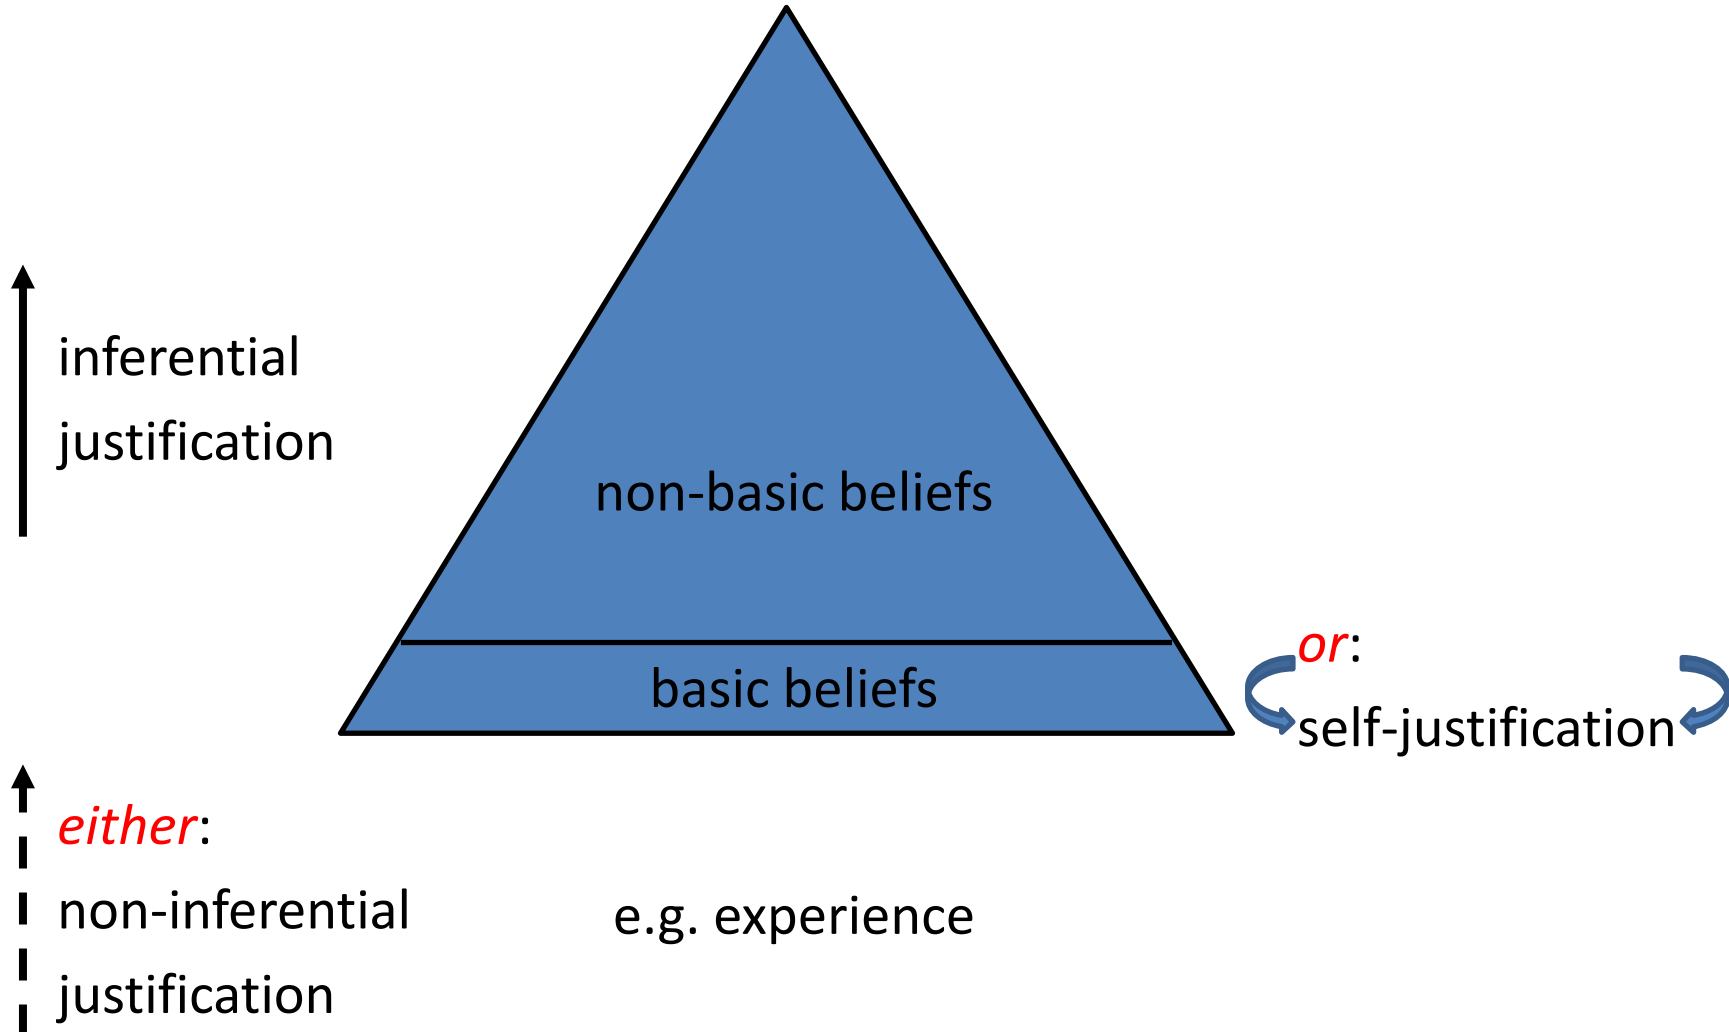 inferential
justification
non-basic beliefs
basic beliefs
or:
self-justification
either:
non-inferential
justification
e.g. experience